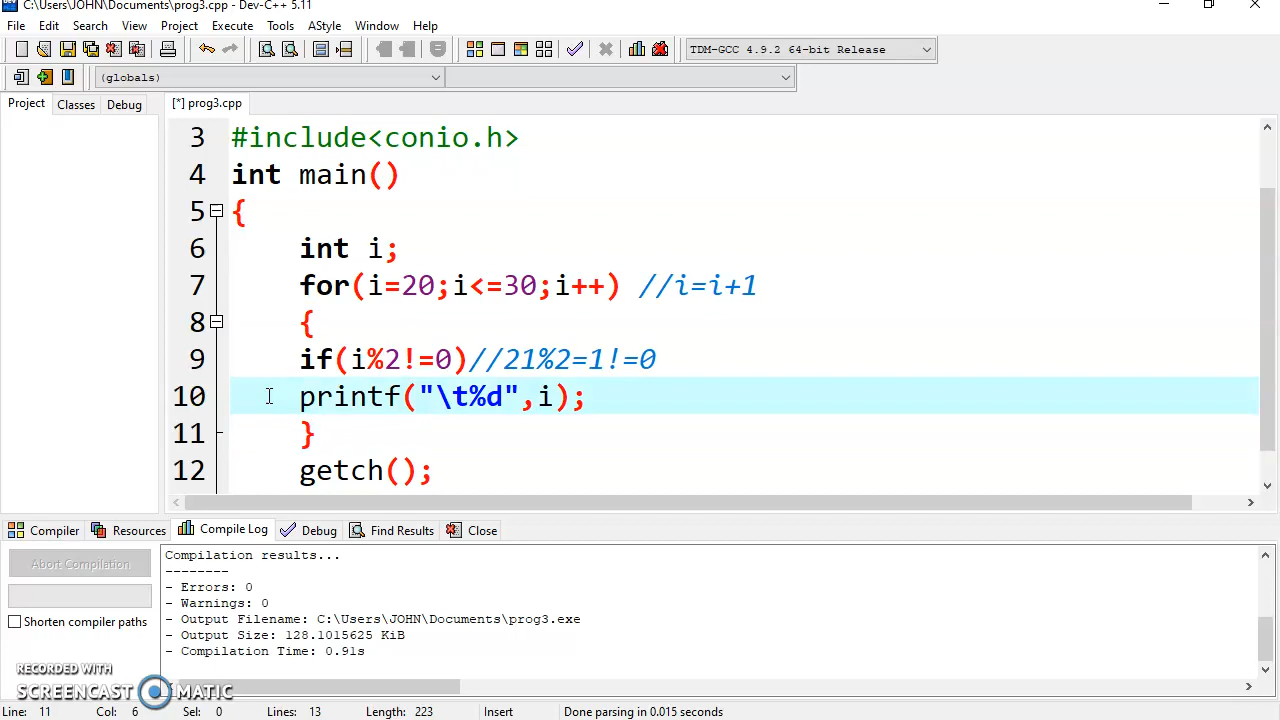 C:\Users\JOHN\Documents\prog3.cpp - Dev-C++ 5.11
File Edit Search View Project Execute Tools AStyle Window Help
TDM-GCC 4.9.2 64-bit Release
(globals)
Project Classes Debug [*] prog3.cpp
3 #include<conio.h>
4 int main()
5 {
6 int i;
7 for(i=20;i<=30;i++) //i=i+1
8 {
9 if(i%2!=0)//21%2=1!=0
10 printf("\t%d",i);
11 }
12 getch();
Compiler Resources Compile Log Debug Find Results Close
Abort Compilation
Shorten compiler paths
Compilation results...
--------
- Errors: 0
- Warnings: 0
- Output Filename: C:\Users\JOHN\Documents\prog3.exe
- Output Size: 128.1015625 KiB
- Compilation Time: 0.91s
RECORDED WITH
SCREENCAST MATIC
Line: 11 Col: 6 Sel: 0 Lines: 13 Length: 223 Insert Done parsing in 0.015 seconds